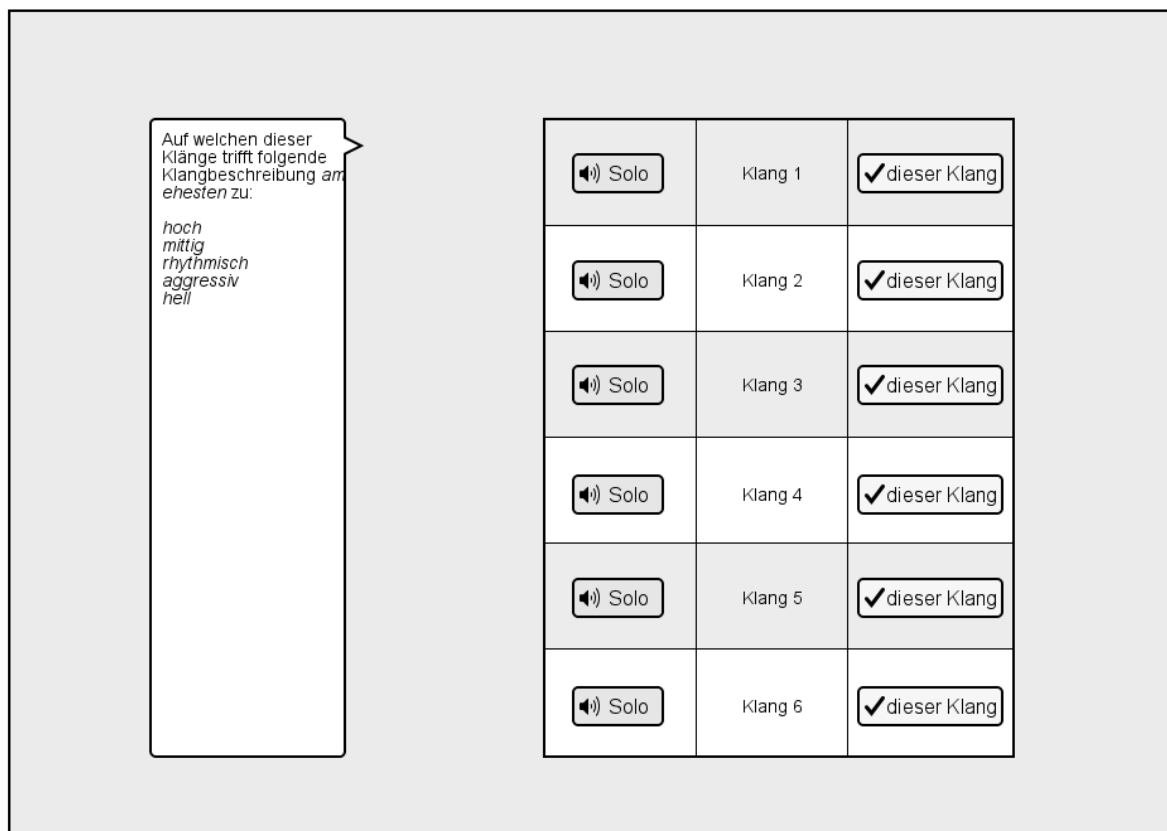 Auf welchen dieser
Klänge trifft folgende
Klangbeschreibung am
ehesten zu:
hoch
mittig
rhythmisch
aggressiv
hell
Solo Klang 1 dieser Klang
Solo Klang 2 dieser Klang
Solo Klang 3 dieser Klang
Solo Klang 4 dieser Klang
Solo Klang 5 dieser Klang
Solo Klang 6 dieser Klang